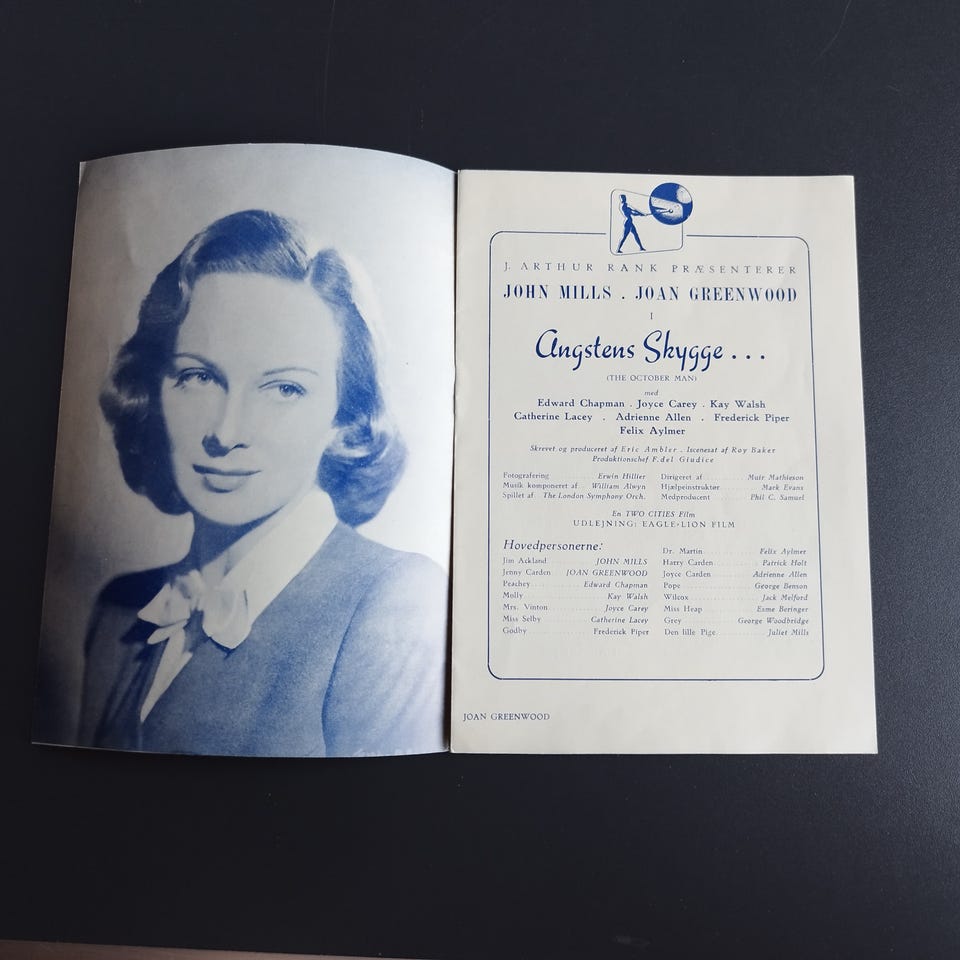 J. ARTHUR RANK PRÆSENTERER
JOHN MILLS . JOAN GREENWOOD
I
Angstens Skygge...
(THE OCTOBER MAN)
med
Edward Chapman . Joyce Carey . Kay Walsh
Catherine Lacey . Adrienne Allen . Frederick Piper
Felix Aylmer
Skrevet og produceret af Eric Ambler . Iscenesat af Roy Baker
Produktionschef F. del Giudice
Fotografering Erwin Hillier
Musik komponeret af William Alwyn
Spillet af The London Symphony Orch.
Dirigeret af Muir Mathieson
Hjælpeinstruktør Mark Evans
Medproducent Phil C. Samuel
En TWO CITIES Film
UDLEJNING: EAGLE-LION FILM
Hovedpersonerne:
Jim Ackland JOHN MILLS
Jenny Carden JOAN GREENWOOD
Peachey Edward Chapman
Molly Kay Walsh
Mrs. Vinton Joyce Carey
Miss Selby Catherine Lacey
Godby Frederick Piper
Dr. Martin Felix Aylmer
Harry Carden Patrick Holt
Joyce Carden Adrienne Allen
Pope George Benson
Wilcox Jack Melford
Miss Heap Esme Beringer
Grey George Woodbridge
Den lille Pige Juliet Mills
JOAN GREENWOOD